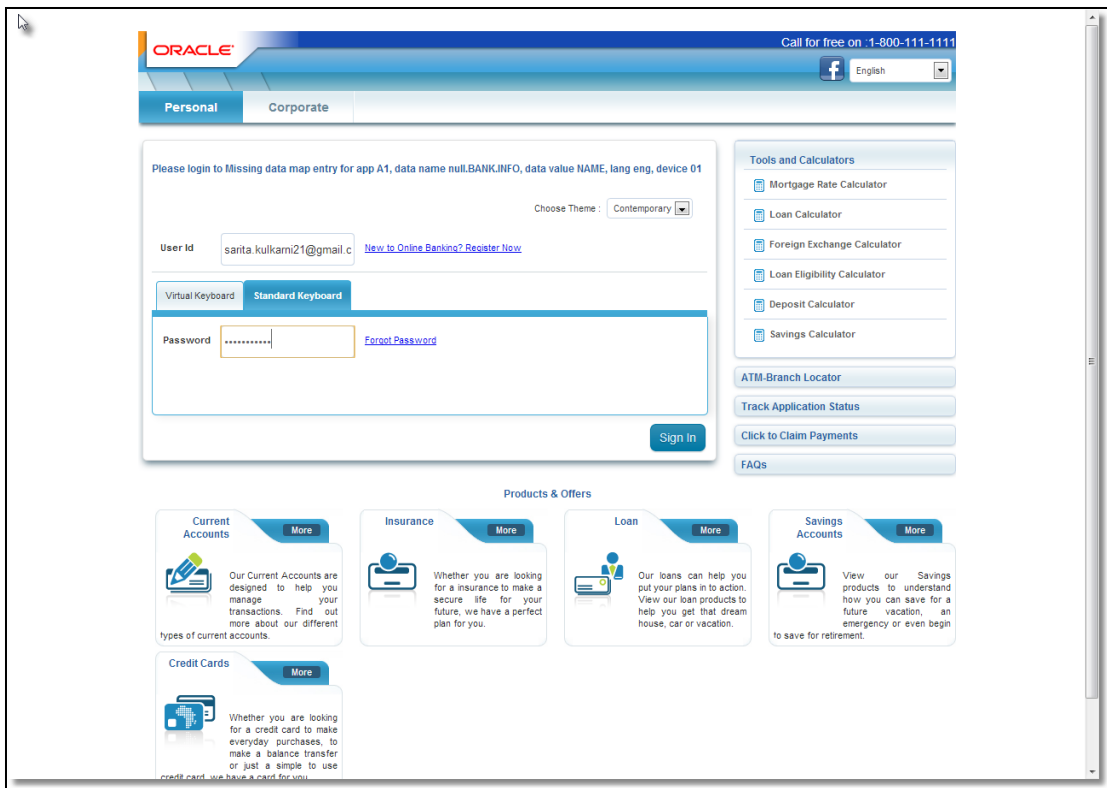 ORACLE
Call for free on :1-800-111-1111
English
Personal
Corporate
Please login to Missing data map entry for app A1, data name null.BANK.INFO, data value NAME, lang eng, device 01
Choose Theme :
Contemporary
User Id
sarita.kulkarni21@gmail.c
New to Online Banking? Register Now
Virtual Keyboard
Standard Keyboard
Password
...........
Forgot Password
Sign In
Tools and Calculators
Mortgage Rate Calculator
Loan Calculator
Foreign Exchange Calculator
Loan Eligibility Calculator
Deposit Calculator
Savings Calculator
ATM-Branch Locator
Track Application Status
Click to Claim Payments
FAQs
Products & Offers
Current
Accounts
More
Our Current Accounts are
designed to help you
manage your
transactions. Find out
more about our different
types of current accounts.
Insurance
More
Whether you are looking
for a insurance to make a
secure life for your
future, we have a perfect
plan for you.
Loan
More
Our loans can help you
put your plans in to action.
View our loan products to
help you get that dream
house, car or vacation.
Savings
Accounts
More
View our Savings
products to understand
how you can save for a
future vacation, an
emergency or even begin
to save for retirement.
Credit Cards
More
Whether you are looking
for a credit card to make
everyday purchases, to
make a balance transfer
or just a simple to use
credit card, we have a card for you.